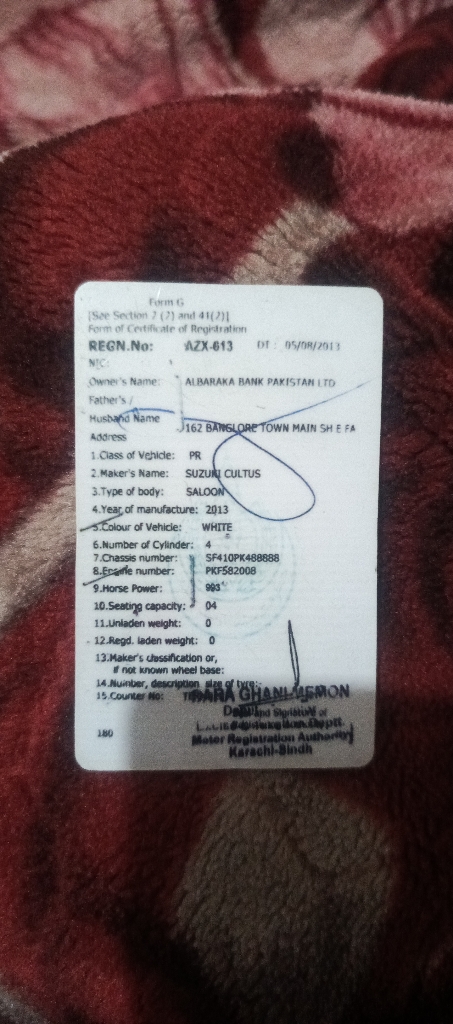 Form G
[See Section 2 (2) and 41(2)]
Form of Certificate of Registration
REGN.No: AZX-613 DT: 05/08/2013
NIC:
Owner's Name: ALBARAKA BANK PAKISTAN LTD
Father's /
Husband Name
Address 162 BANGLORE TOWN MAIN SH E FA
1.Class of Vehicle: PR
2.Maker's Name: SUZUKI CULTUS
3.Type of body: SALOON
4.Year of manufacture: 2013
5.Colour of Vehicle: WHITE
6.Number of Cylinder: 4
7.Chassis number: SF410PK488888
8.Engine number: PKF582008
9.Horse Power: 993
10.Seating capacity: 04
11.Unladen weight: 0
12.Regd. laden weight: 0
13.Maker's classification or,
if not known wheel base:
14.Number, description, size of tyre:-
15.Counter No:
GHANI MEMON
and Signature of
Deptt.
180 Motor Registration Authority
Karachi-Sindh